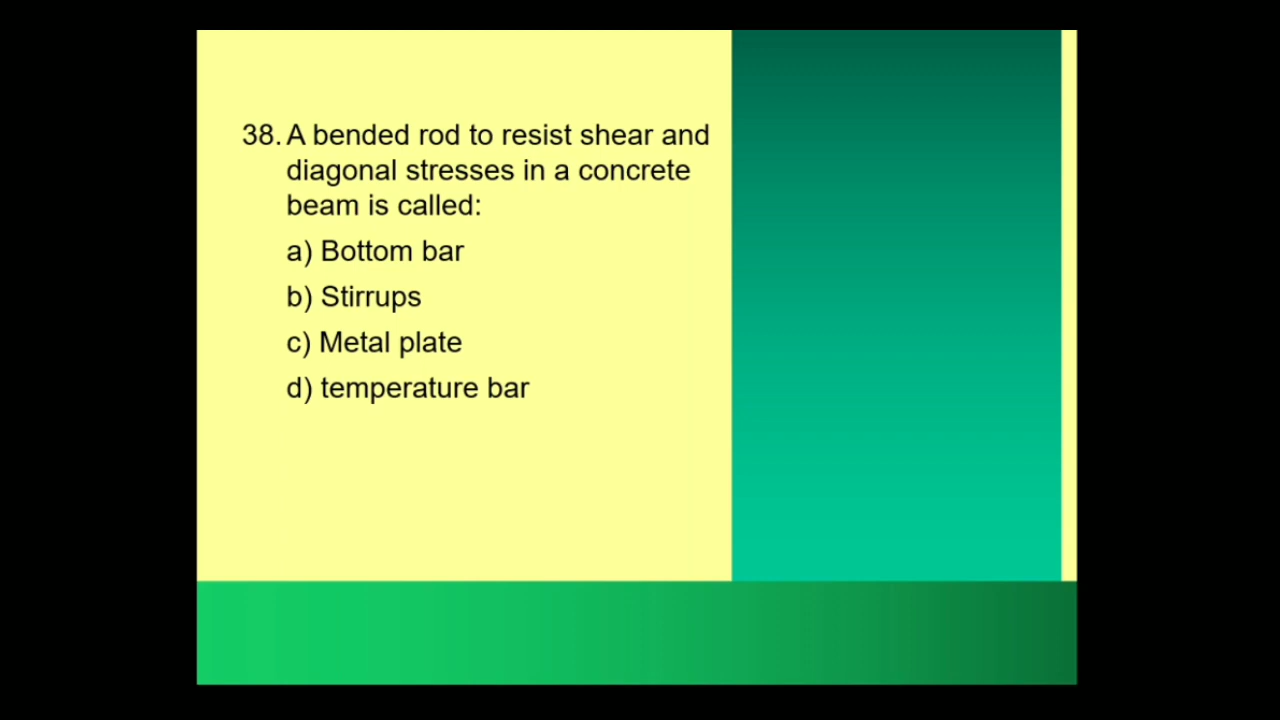 38. A bended rod to resist shear and
diagonal stresses in a concrete
beam is called:
a) Bottom bar
b) Stirrups
c) Metal plate
d) temperature bar